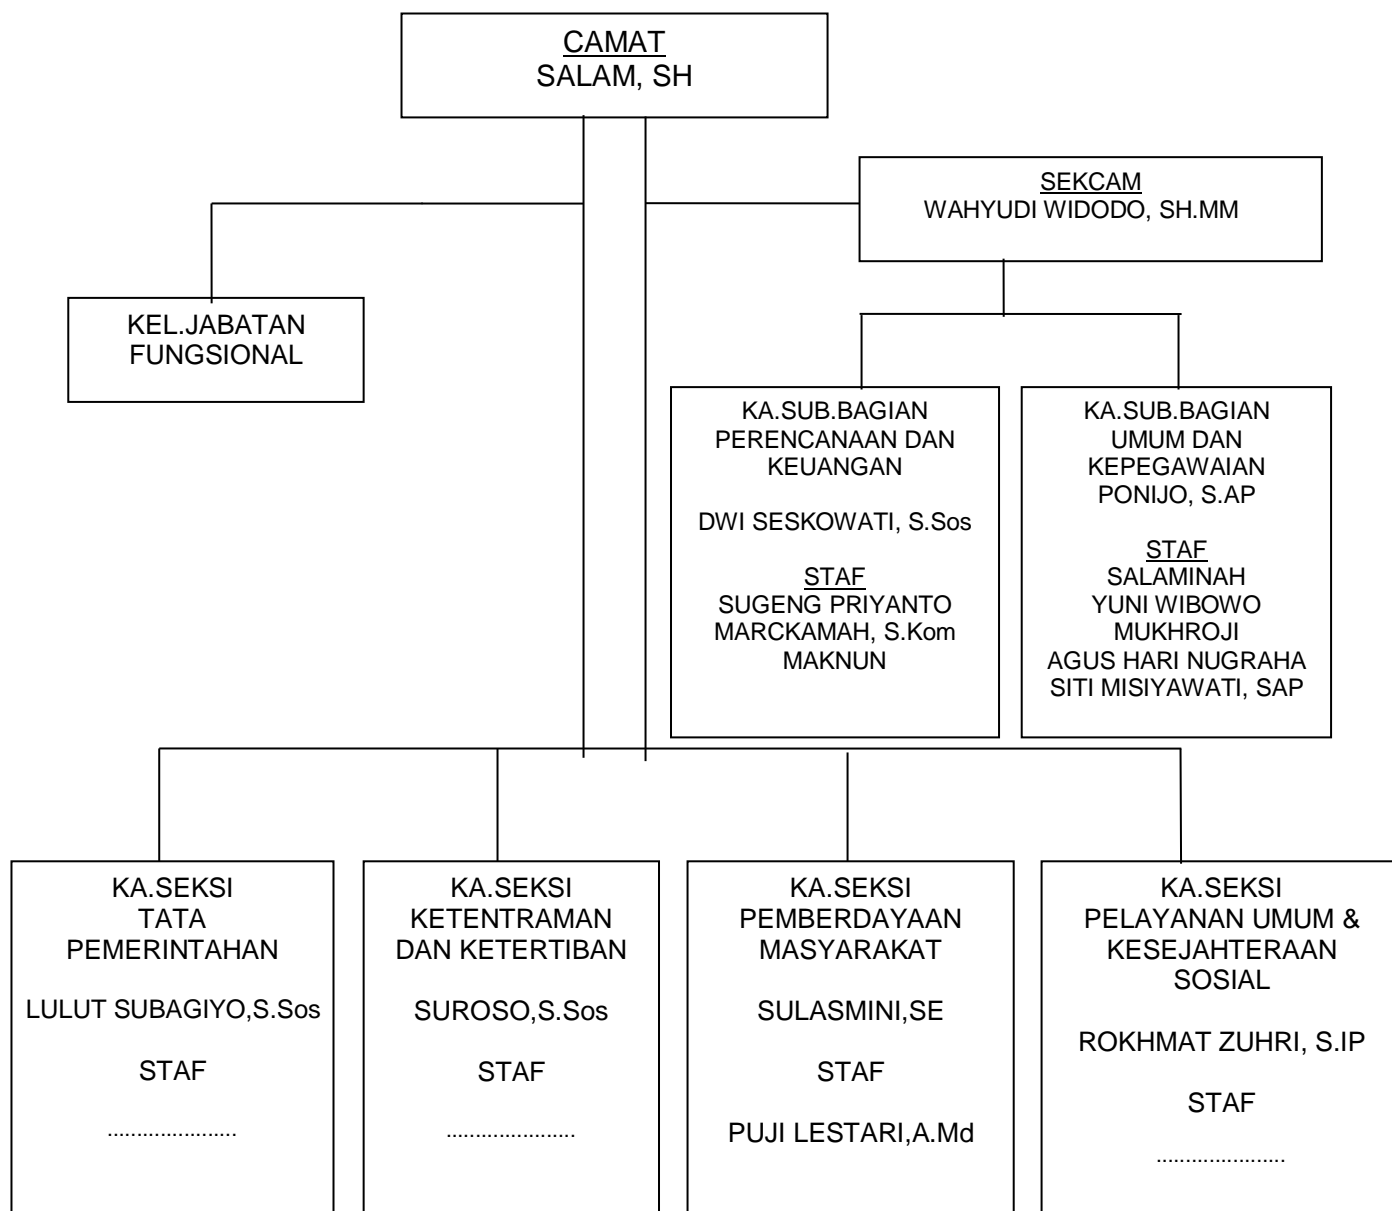 CAMAT
SALAM, SH
SEKCAM
WAHYUDI WIDODO, SH.MM
KEL.JABATAN
FUNGSIONAL
KA.SUB.BAGIAN
PERENCANAAN DAN
KEUANGAN
DWI SESKOWATI, S.Sos
STAF
SUGENG PRIYANTO
MARCKAMAH, S.Kom
MAKNUN
KA.SUB.BAGIAN
UMUM DAN
KEPEGAWAIAN
PONIJO, S.AP
STAF
SALAMINAH
YUNI WIBOWO
MUKHROJI
AGUS HARI NUGRAHA
SITI MISIYAWATI, SAP
KA.SEKSI
TATA
PEMERINTAHAN
LULUT SUBAGIYO,S.Sos
STAF
......................
KA.SEKSI
KETENTRAMAN
DAN KETERTIBAN
SUROSO,S.Sos
STAF
......................
KA.SEKSI
PEMBERDAYAAN
MASYARAKAT
SULASMINI,SE
STAF
PUJI LESTARI,A.Md
KA.SEKSI
PELAYANAN UMUM &
KESEJAHTERAAN
SOSIAL
ROKHMAT ZUHRI, S.IP
STAF
......................